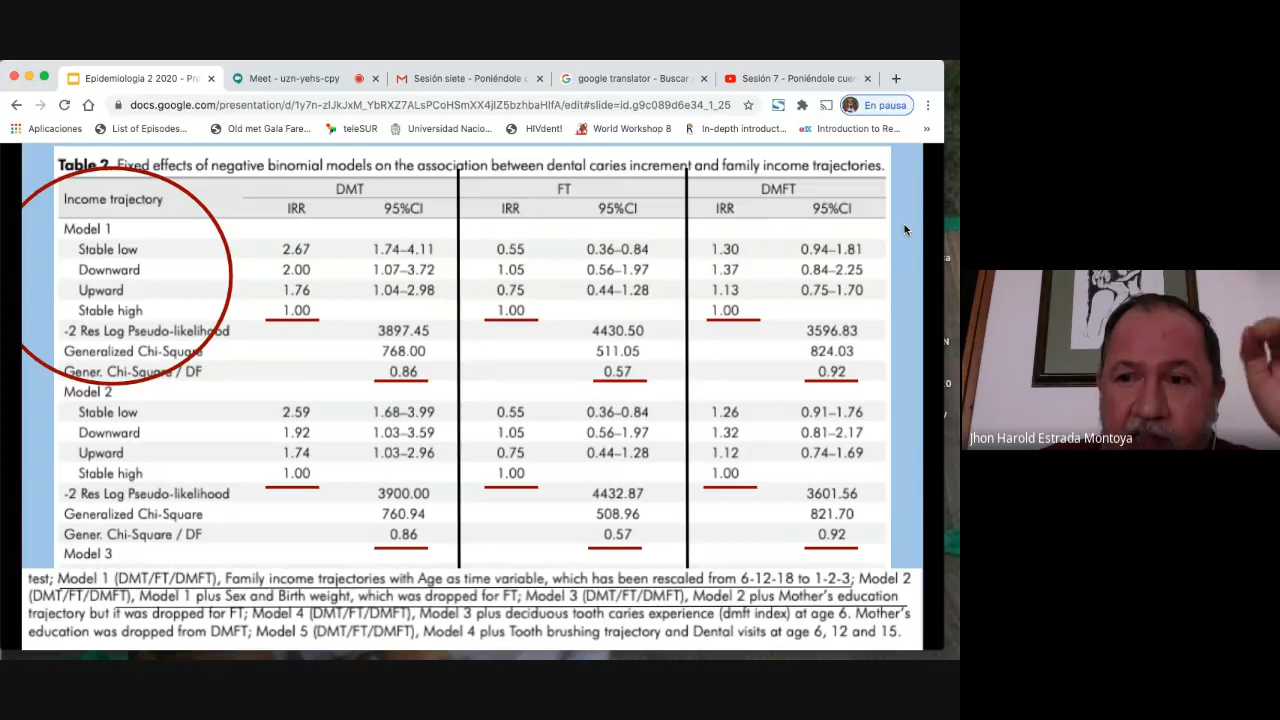 Epidemiologia 2 2020 - Pre
Meet - uzn-yehs-cpy
Sesión siete - Poniéndole c
google translator - Buscar
Sesión 7 - Poniéndole cue
docs.google.com/presentation/d/1y7n-zlJkJxM_YbRXZ7ALsPCoHSmXX4jIZ5bzhbaHlfA/edit#slide=id.g9c089d6e34_1_25
En pausa
Aplicaciones List of Episodes... Old met Gala Fare... teleSUR Universidad Nacio... HIVdent! World Workshop 8 In-depth introduct... Introduction to Re... »
Table 2. Fixed effects of negative binomial models on the association between dental caries increment and family income trajectories.
Income trajectory DMT FT DMFT
IRR 95%CI IRR 95%CI IRR 95%CI
Model 1
Stable low 2.67 1.74–4.11 0.55 0.36–0.84 1.30 0.94–1.81
Downward 2.00 1.07–3.72 1.05 0.56–1.97 1.37 0.84–2.25
Upward 1.76 1.04–2.98 0.75 0.44–1.28 1.13 0.75–1.70
Stable high 1.00 1.00 1.00
-2 Res Log Pseudo-likelihood 3897.45 4430.50 3596.83
Generalized Chi-Square 768.00 511.05 824.03
Gener. Chi-Square / DF 0.86 0.57 0.92
Model 2
Stable low 2.59 1.68–3.99 0.55 0.36–0.84 1.26 0.91–1.76
Downward 1.92 1.03–3.59 1.05 0.56–1.97 1.32 0.81–2.17
Upward 1.74 1.03–2.96 0.75 0.44–1.28 1.12 0.74–1.69
Stable high 1.00 1.00 1.00
-2 Res Log Pseudo-likelihood 3900.00 4432.87 3601.56
Generalized Chi-Square 760.94 508.96 821.70
Gener. Chi-Square / DF 0.86 0.57 0.92
Model 3
test; Model 1 (DMT/FT/DMFT), Family income trajectories with Age as time variable, which has been rescaled from 6-12-18 to 1-2-3; Model 2
(DMT/FT/DMFT), Model 1 plus Sex and Birth weight, which was dropped for FT; Model 3 (DMT/FT/DMFT), Model 2 plus Mother's education
trajectory but it was dropped for FT; Model 4 (DMT/FT/DMFT), Model 3 plus deciduous tooth caries experience (dmft index) at age 6. Mother's
education was dropped from DMFT; Model 5 (DMT/FT/DMFT), Model 4 plus Tooth brushing trajectory and Dental visits at age 6, 12 and 15.
Jhon Harold Estrada Montoya